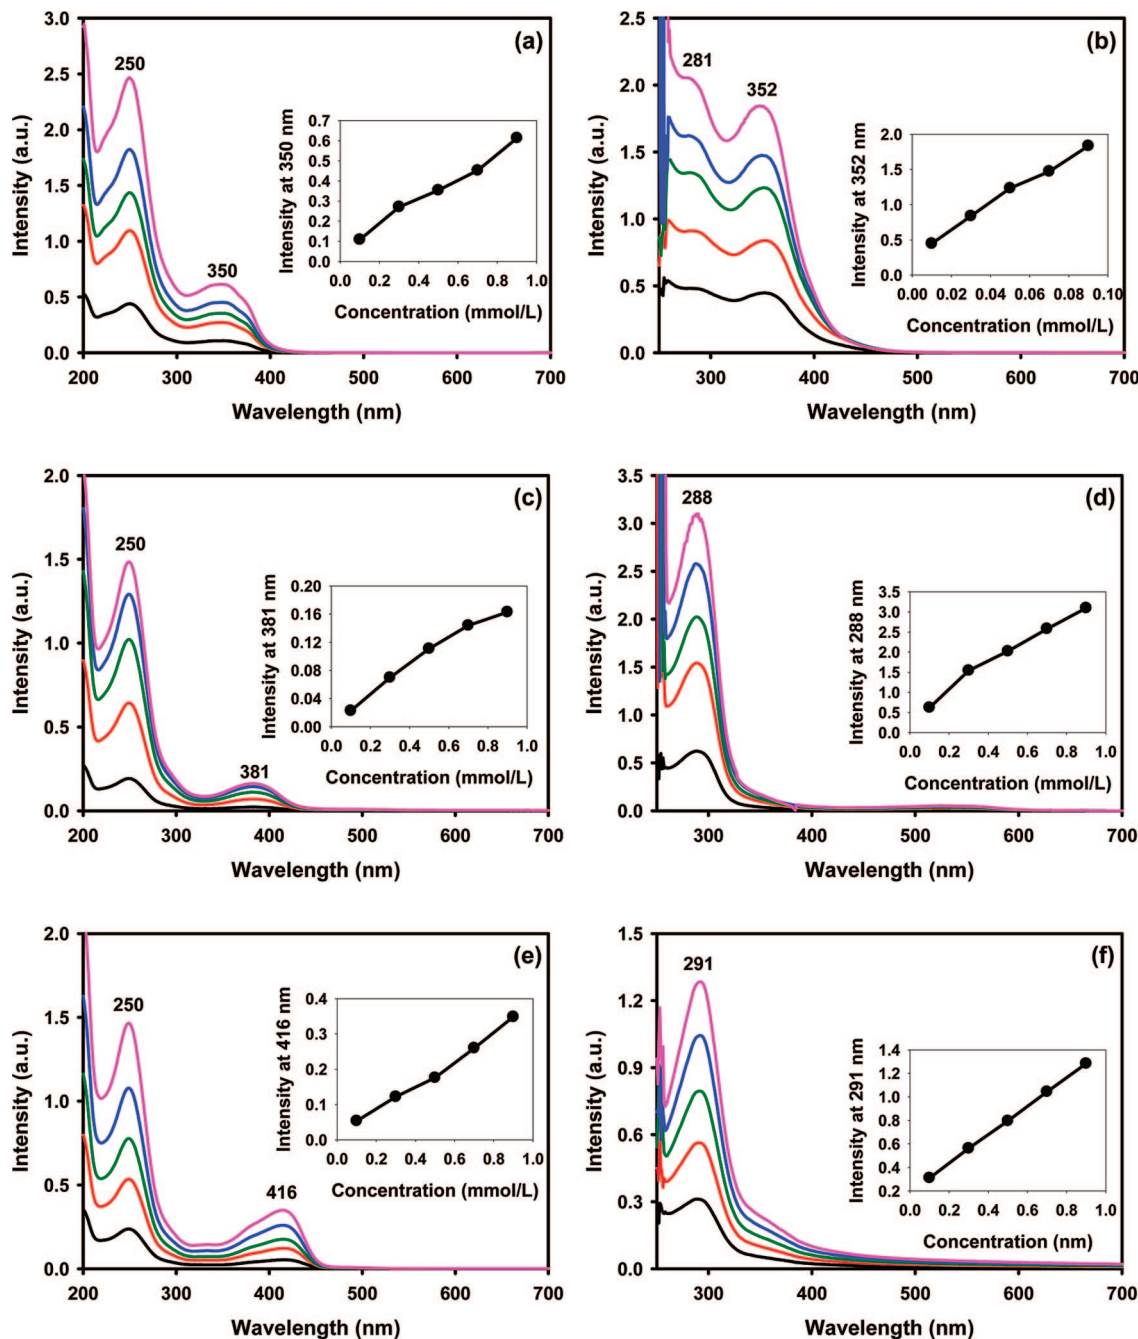 (a)
Intensity (a.u.)
3.0
2.5
2.0
1.5
1.0
0.5
0.0
250
350
200 300 400 500 600 700
Wavelength (nm)
Intensity at 350 nm
0.7
0.6
0.5
0.4
0.3
0.2
0.1
0.0
0.0 0.2 0.4 0.6 0.8 1.0
Concentration (mmol/L)
(b)
Intensity (a.u.)
2.5
2.0
1.5
1.0
0.5
0.0
281
352
300 400 500 600 700
Wavelength (nm)
Intensity at 352 nm
2.0
1.5
1.0
0.5
0.0
0.00 0.02 0.04 0.06 0.08 0.10
Concentration (mmol/L)
(c)
Intensity (a.u.)
2.0
1.5
1.0
0.5
0.0
250
381
200 300 400 500 600 700
Wavelength (nm)
Intensity at 381 nm
0.20
0.16
0.12
0.08
0.04
0.00
0.0 0.2 0.4 0.6 0.8 1.0
Concentration (mmol/L)
(d)
Intensity (a.u.)
3.5
3.0
2.5
2.0
1.5
1.0
0.5
0.0
288
300 400 500 600 700
Wavelength (nm)
Intensity at 288 nm
3.5
3.0
2.5
2.0
1.5
1.0
0.5
0.0
0.0 0.2 0.4 0.6 0.8 1.0
Concentration (mmol/L)
(e)
Intensity (a.u.)
2.0
1.5
1.0
0.5
0.0
250
416
200 300 400 500 600 700
Wavelength (nm)
Intensity at 416 nm
0.4
0.3
0.2
0.1
0.0
0.0 0.2 0.4 0.6 0.8 1.0
Concentration (mmol/L)
(f)
Intensity (a.u.)
1.5
1.2
0.9
0.6
0.3
0.0
291
300 400 500 600 700
Wavelength (nm)
Intensity at 291 nm
1.4
1.2
1.0
0.8
0.6
0.4
0.2
0.0 0.2 0.4 0.6 0.8 1.0
Concentration (nm)